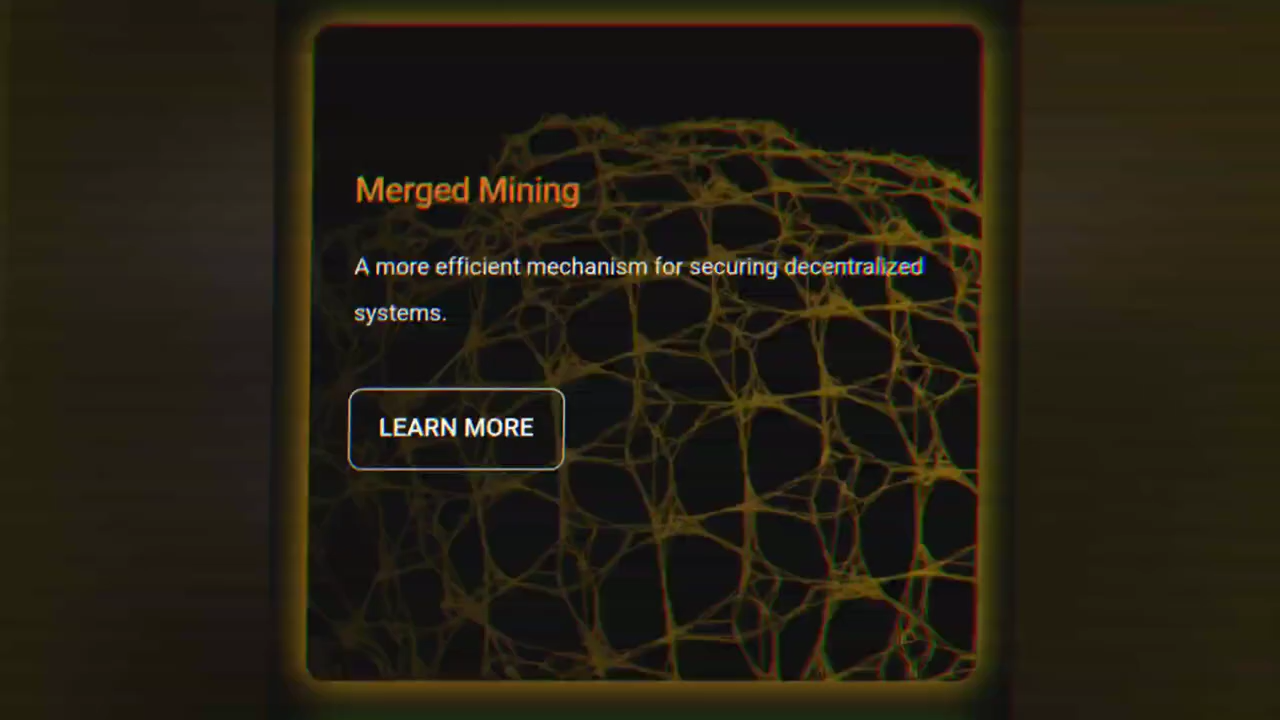 Merged Mining
A more efficient mechanism for securing decentralized
systems.
LEARN MORE